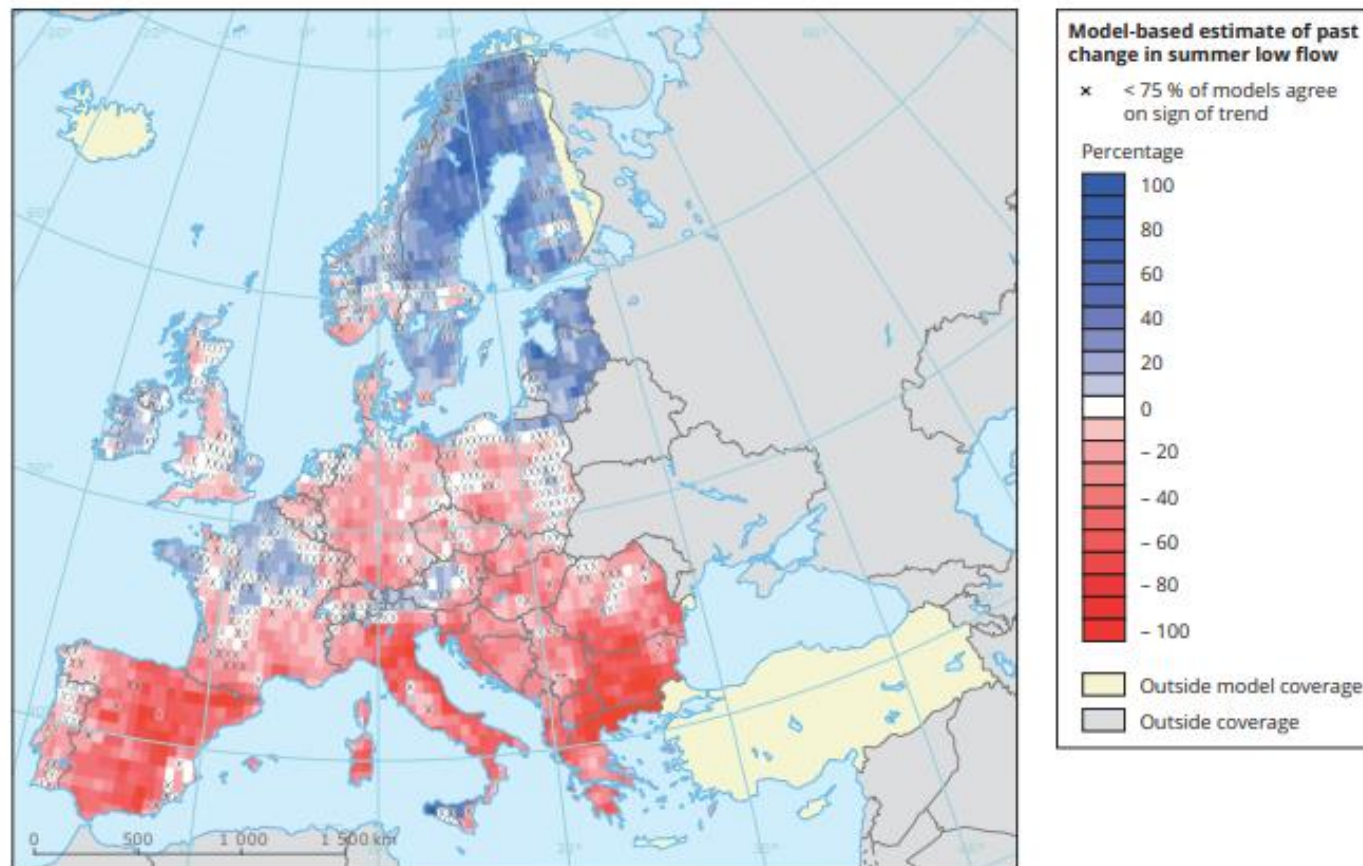 Model-based estimate of past
change in summer low flow
× < 75 % of models agree
on sign of trend
Percentage
100
80
60
40
20
0
– 20
– 40
– 60
– 80
– 100
Outside model coverage
Outside coverage
0 500 1 000 1 500 km